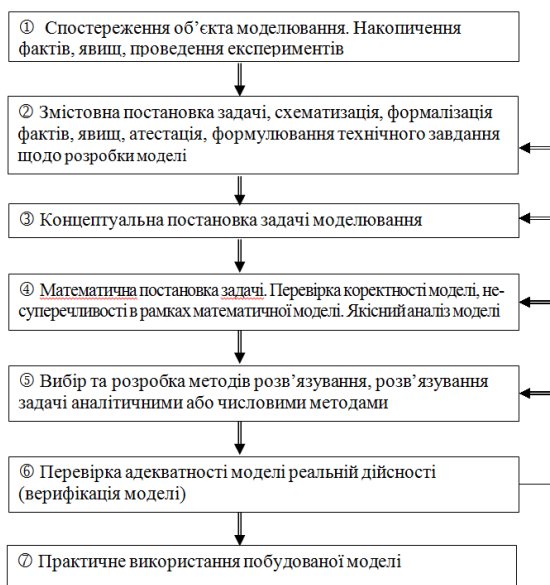 ① Спостереження об’єкта моделювання. Накопичення
фактів, явищ, проведення експериментів
② Змістовна постановка задачі, схематизація, формалізація
фактів, явищ, атестація, формулювання технічного завдання
щодо розробки моделі
③ Концептуальна постановка задачі моделювання
④ Математична постановка задачі. Перевірка коректності моделі, не-
суперечливості в рамках математичної моделі. Якісний аналіз моделі
⑤ Вибір та розробка методів розв’язування, розв’язування
задачі аналітичними або числовими методами
⑥ Перевірка адекватності моделі реальній дійсності
(верифікація моделі)
⑦ Практичне використання побудованої моделі